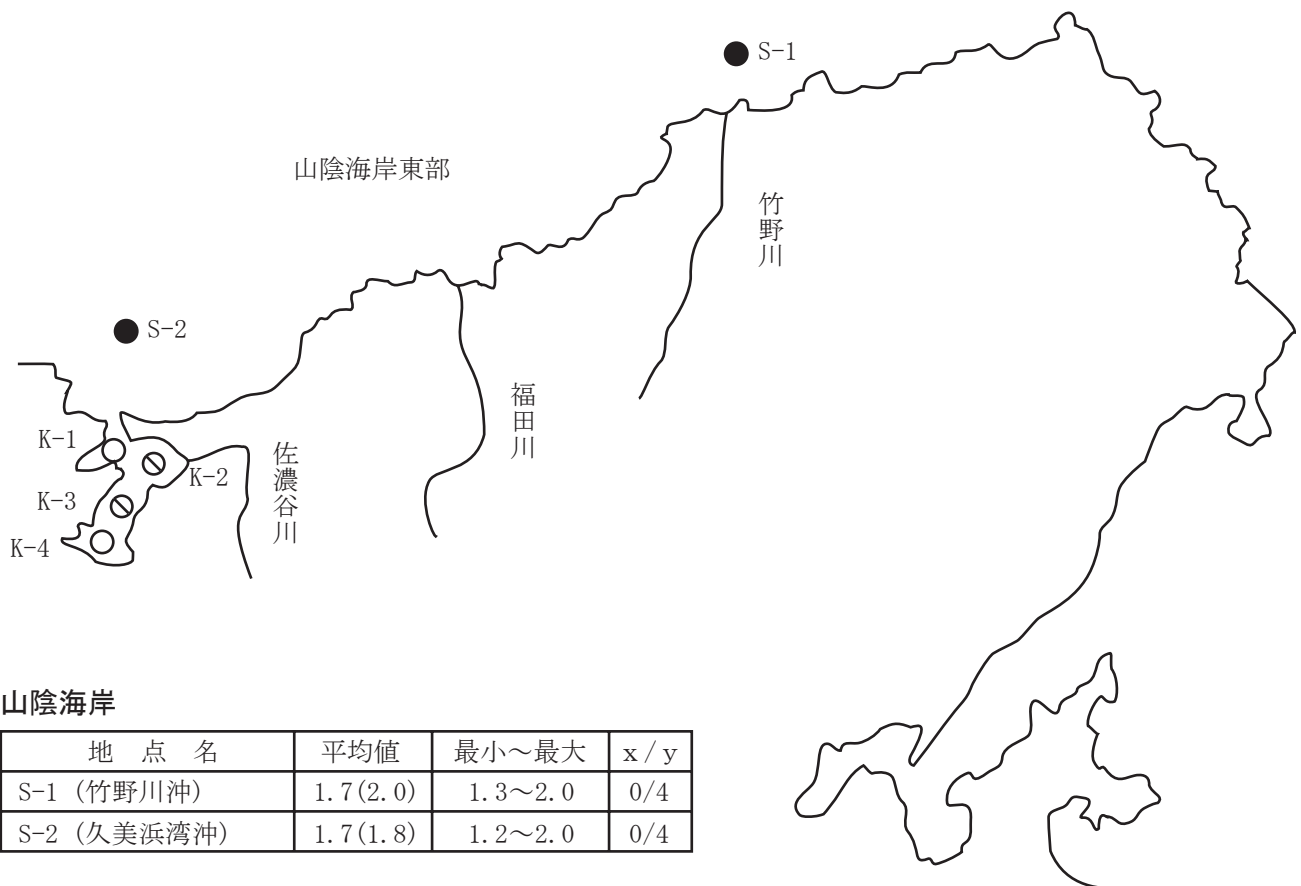 S-1
山陰海岸東部
竹野川
S-2
福田川
K-1
佐濃谷川
K-2
K-3
K-4
山陰海岸
地 点 名 平均値 最小～最大 x/y
S-1 (竹野川沖) 1.7(2.0) 1.3～2.0 0/4
S-2 (久美浜湾沖) 1.7(1.8) 1.2～2.0 0/4